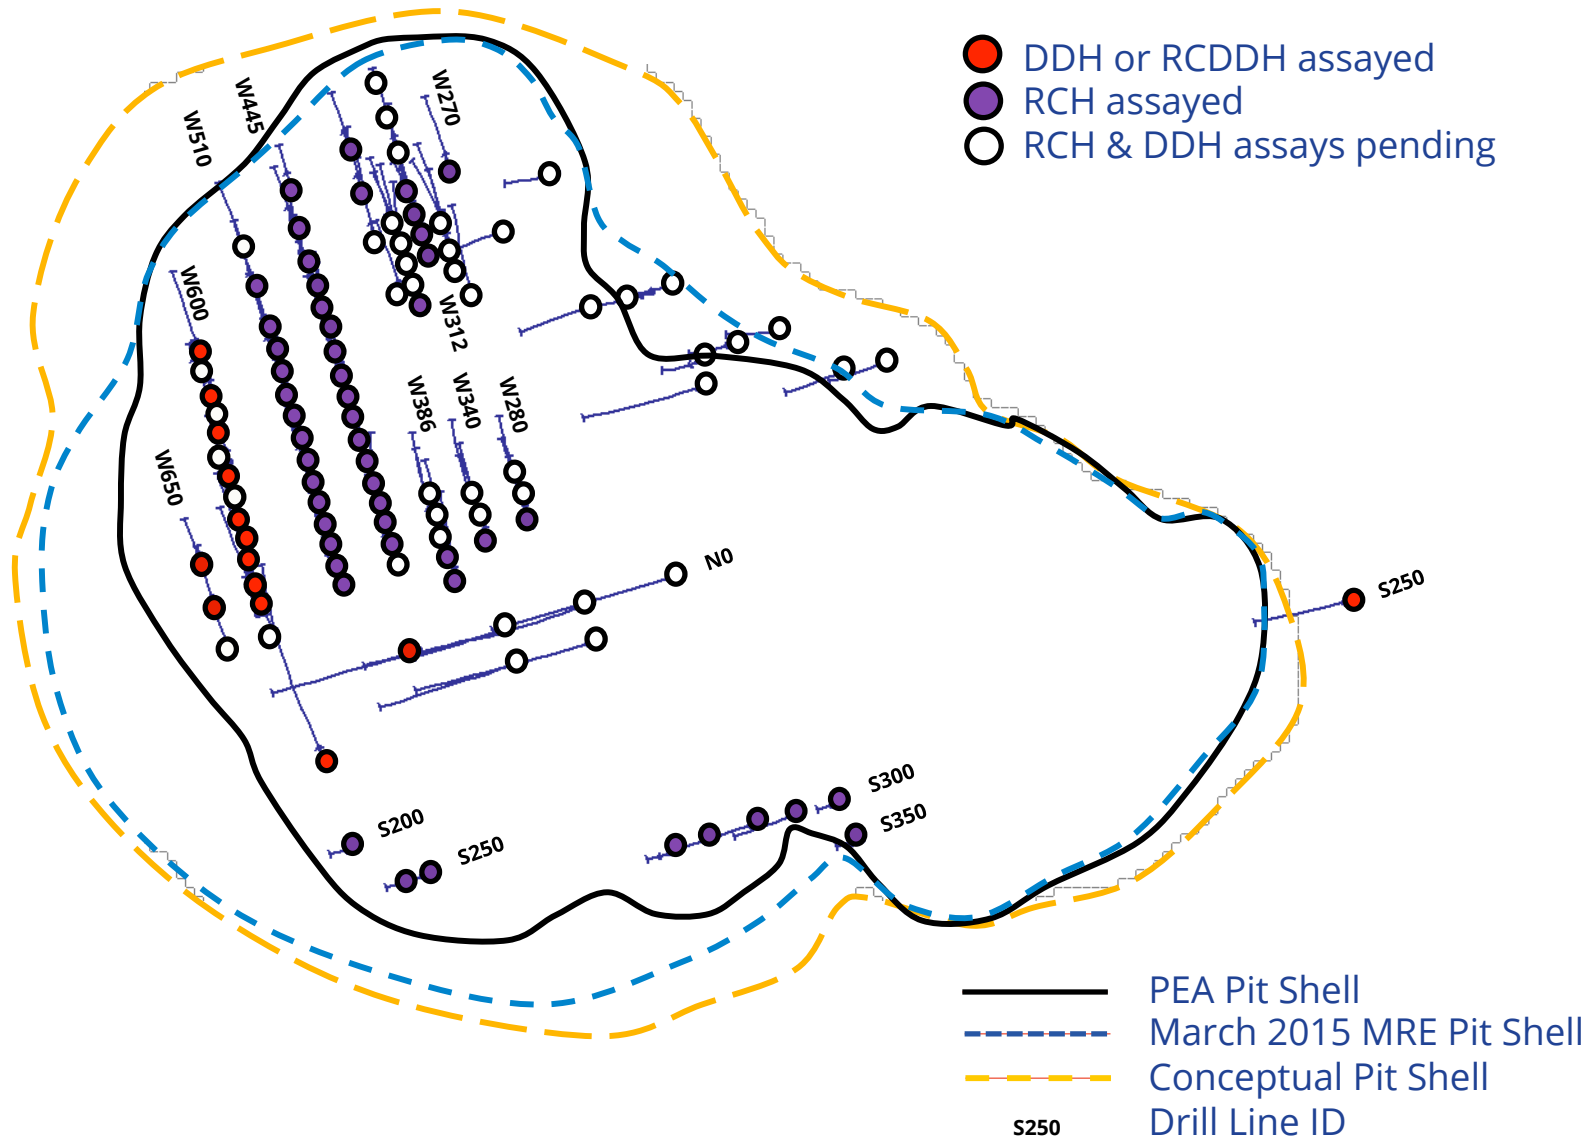 DDH or RCDDH assayed
RCH assayed
RCH & DDH assays pending
W270
W445
W510
W600
W312
W386
W340
W280
W650
N0
S250
S300
S350
S200
S250
PEA Pit Shell
March 2015 MRE Pit Shell
Conceptual Pit Shell
S250 Drill Line ID